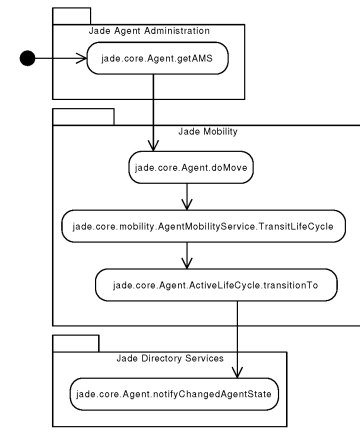 Jade Agent Administration
jade.core.Agent.getAMS
Jade Mobility
jade.core.Agent.doMove
jade.core.mobility.AgentMobilityService.TransitLifeCycle
jade.core.Agent.ActiveLifeCycle.transitionTo
Jade Directory Services
jade.core.Agent.notifyChangedAgentState